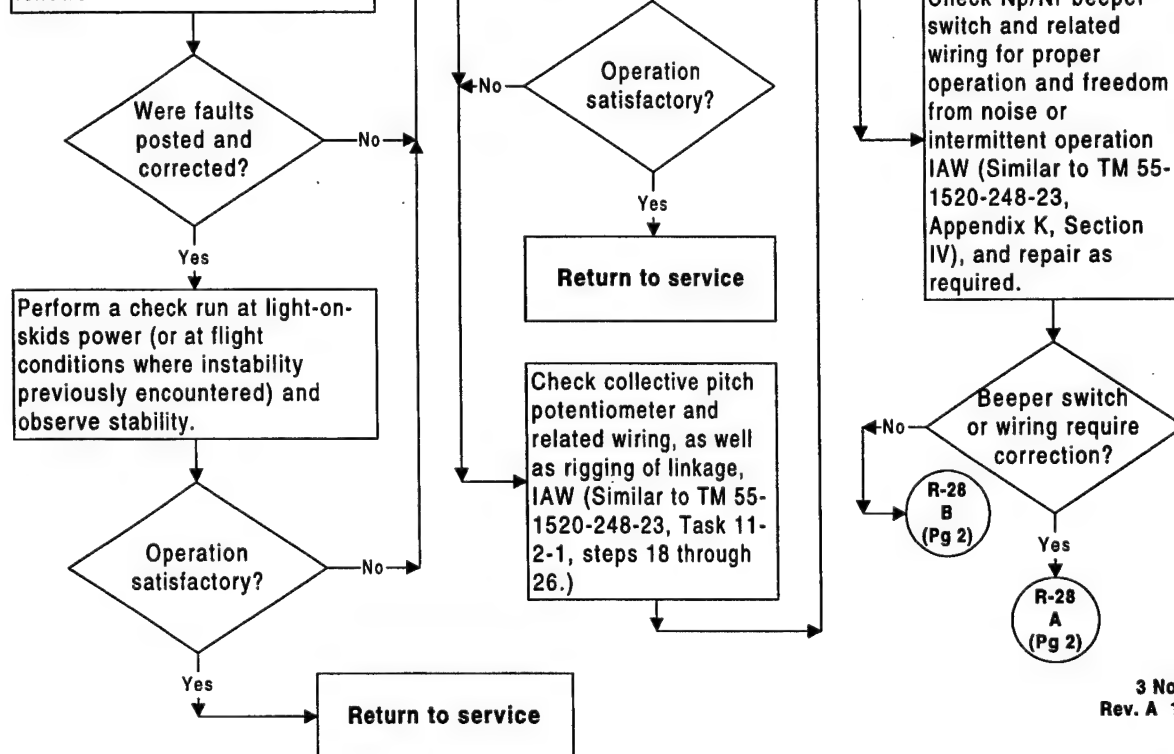 Were faults
posted and
corrected?
No
Yes
Perform a check run at light-on-
skids power (or at flight
conditions where instability
previously encountered) and
observe stability.
Operation
satisfactory?
No
Yes
Return to service
Operation
satisfactory?
No
Yes
Return to service
Check collective pitch
potentiometer and
related wiring, as well
as rigging of linkage,
IAW (Similar to TM 55-
1520-248-23, Task 11-
2-1, steps 18 through
26.)
Check Np/Nr beeper
switch and related
wiring for proper
operation and freedom
from noise or
intermittent operation
IAW (Similar to TM 55-
1520-248-23,
Appendix K, Section
IV), and repair as
required.
Beeper switch
or wiring require
correction?
No
R-28
B
(Pg 2)
Yes
R-28
A
(Pg 2)
3 No
Rev. A